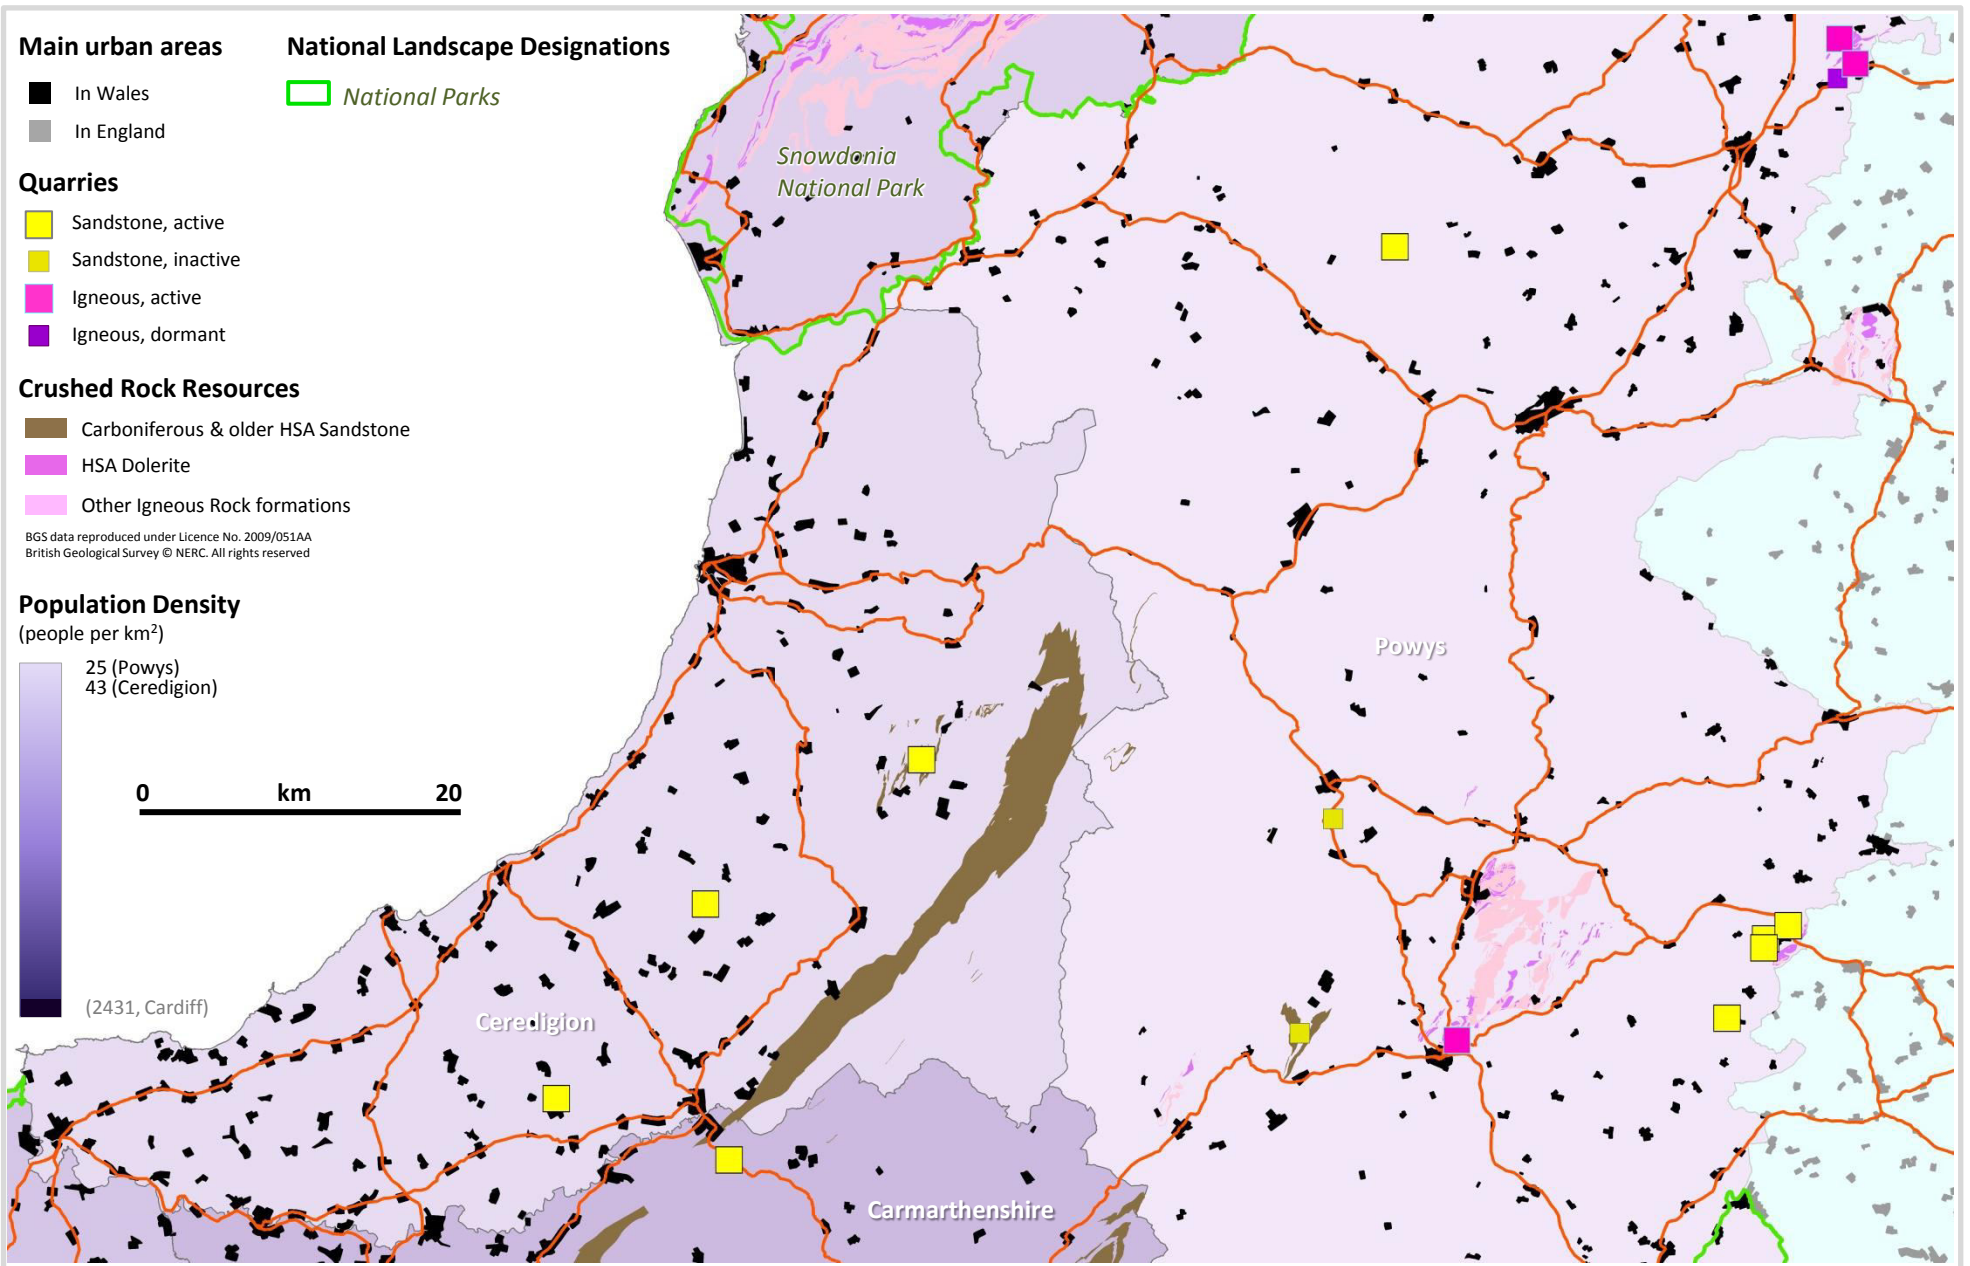 Main urban areas
In Wales
In England
National Landscape Designations
National Parks
Quarries
Sandstone, active
Sandstone, inactive
Igneous, active
Igneous, dormant
Crushed Rock Resources
Carboniferous & older HSA Sandstone
HSA Dolerite
Other Igneous Rock formations
BGS data reproduced under Licence No. 2009/051AA
British Geological Survey © NERC. All rights reserved
Population Density
(people per km²)
25 (Powys)
43 (Ceredigion)
(2431, Cardiff)
0 km 20
Snowdonia
National Park
Powys
Ceredigion
Carmarthenshire